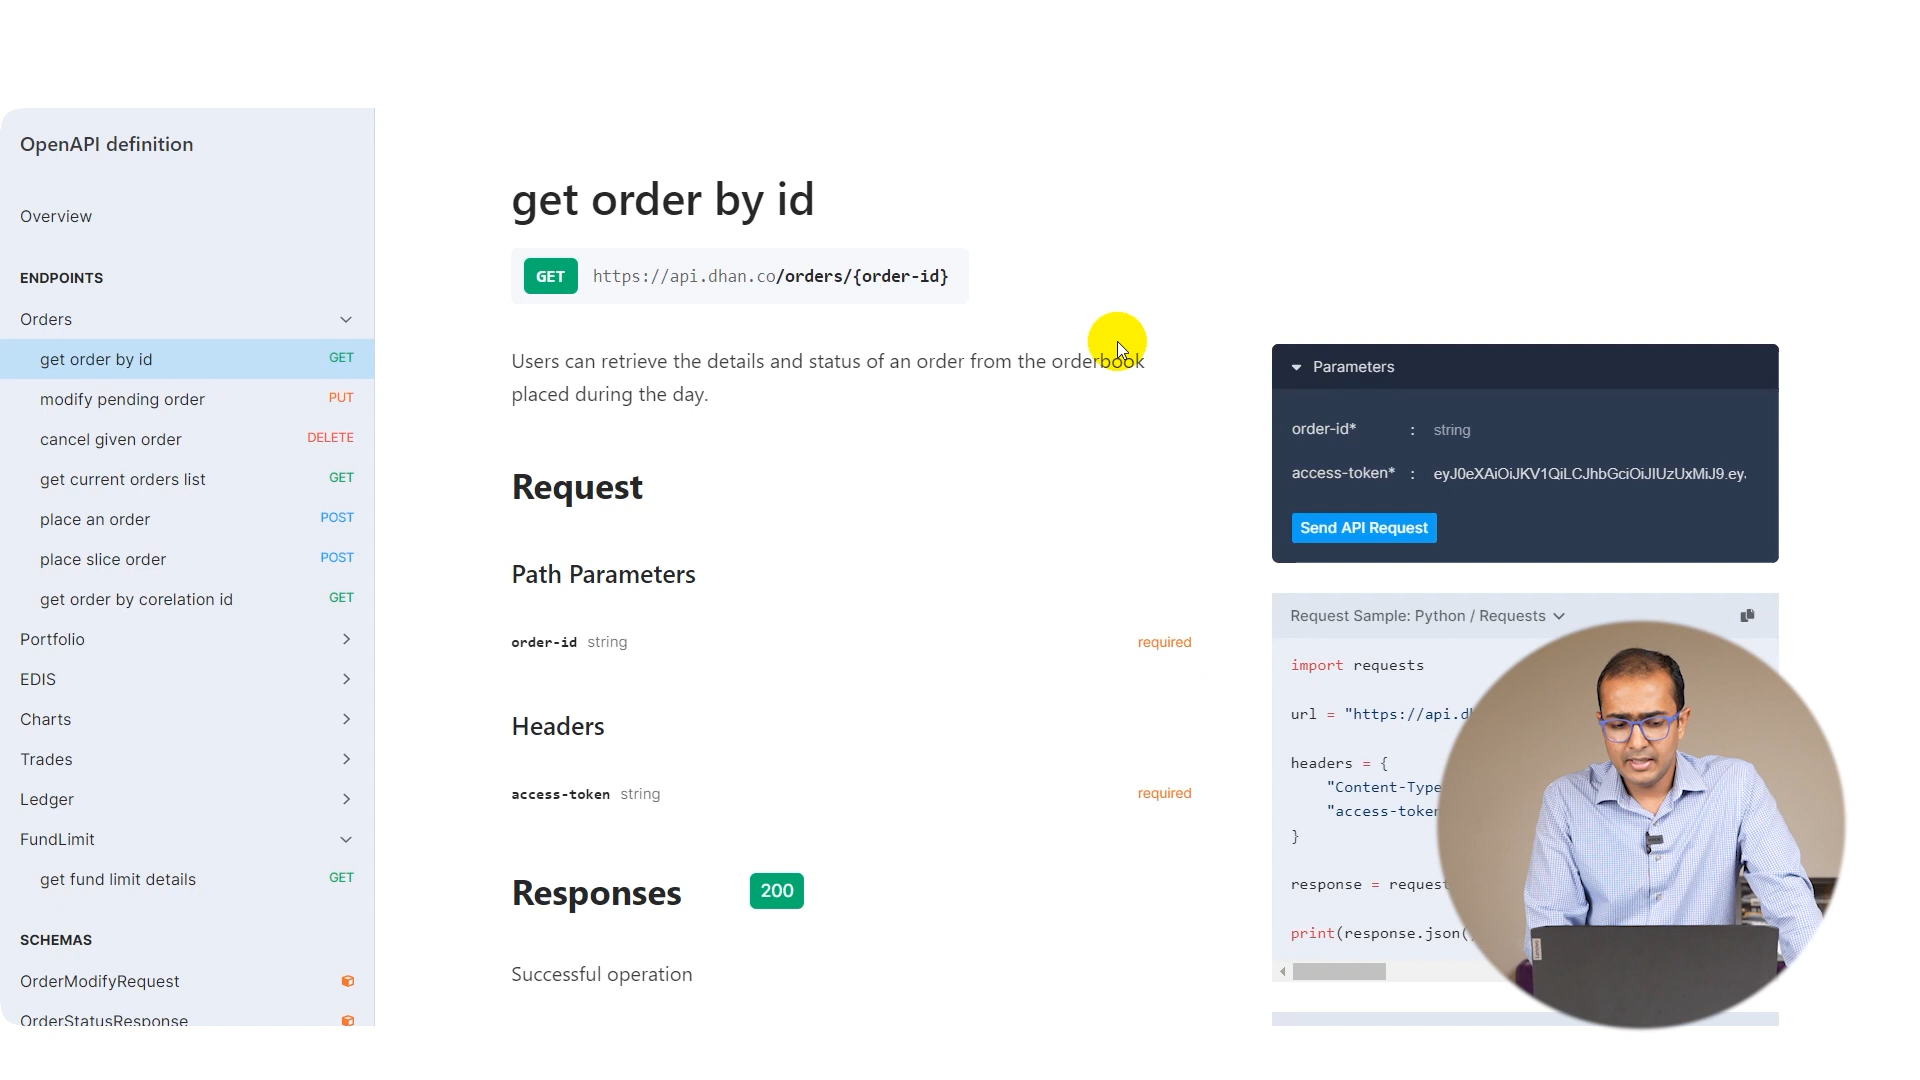 OpenAPI definition
Overview
ENDPOINTS
Orders
get order by id GET
modify pending order PUT
cancel given order DELETE
get current orders list GET
place an order POST
place slice order POST
get order by corelation id GET
Portfolio
EDIS
Charts
Trades
Ledger
FundLimit
get fund limit details GET
SCHEMAS
OrderModifyRequest
OrderStatusResponse
get order by id
GET https://api.dhan.co/orders/{order-id}
Users can retrieve the details and status of an order from the orderbook
placed during the day.
Request
Path Parameters
order-id string required
Headers
access-token string required
Responses 200
Successful operation
Parameters
order-id* : string
access-token* : eyJ0eXAiOiJKV1QiLCJhbGciOiJIUzUxMiJ9.ey.
Send API Request
Request Sample: Python / Requests
import requests
url = "https://api.dh
headers = {
"Content-Type
"access-token
}
response = request
print(response.json(